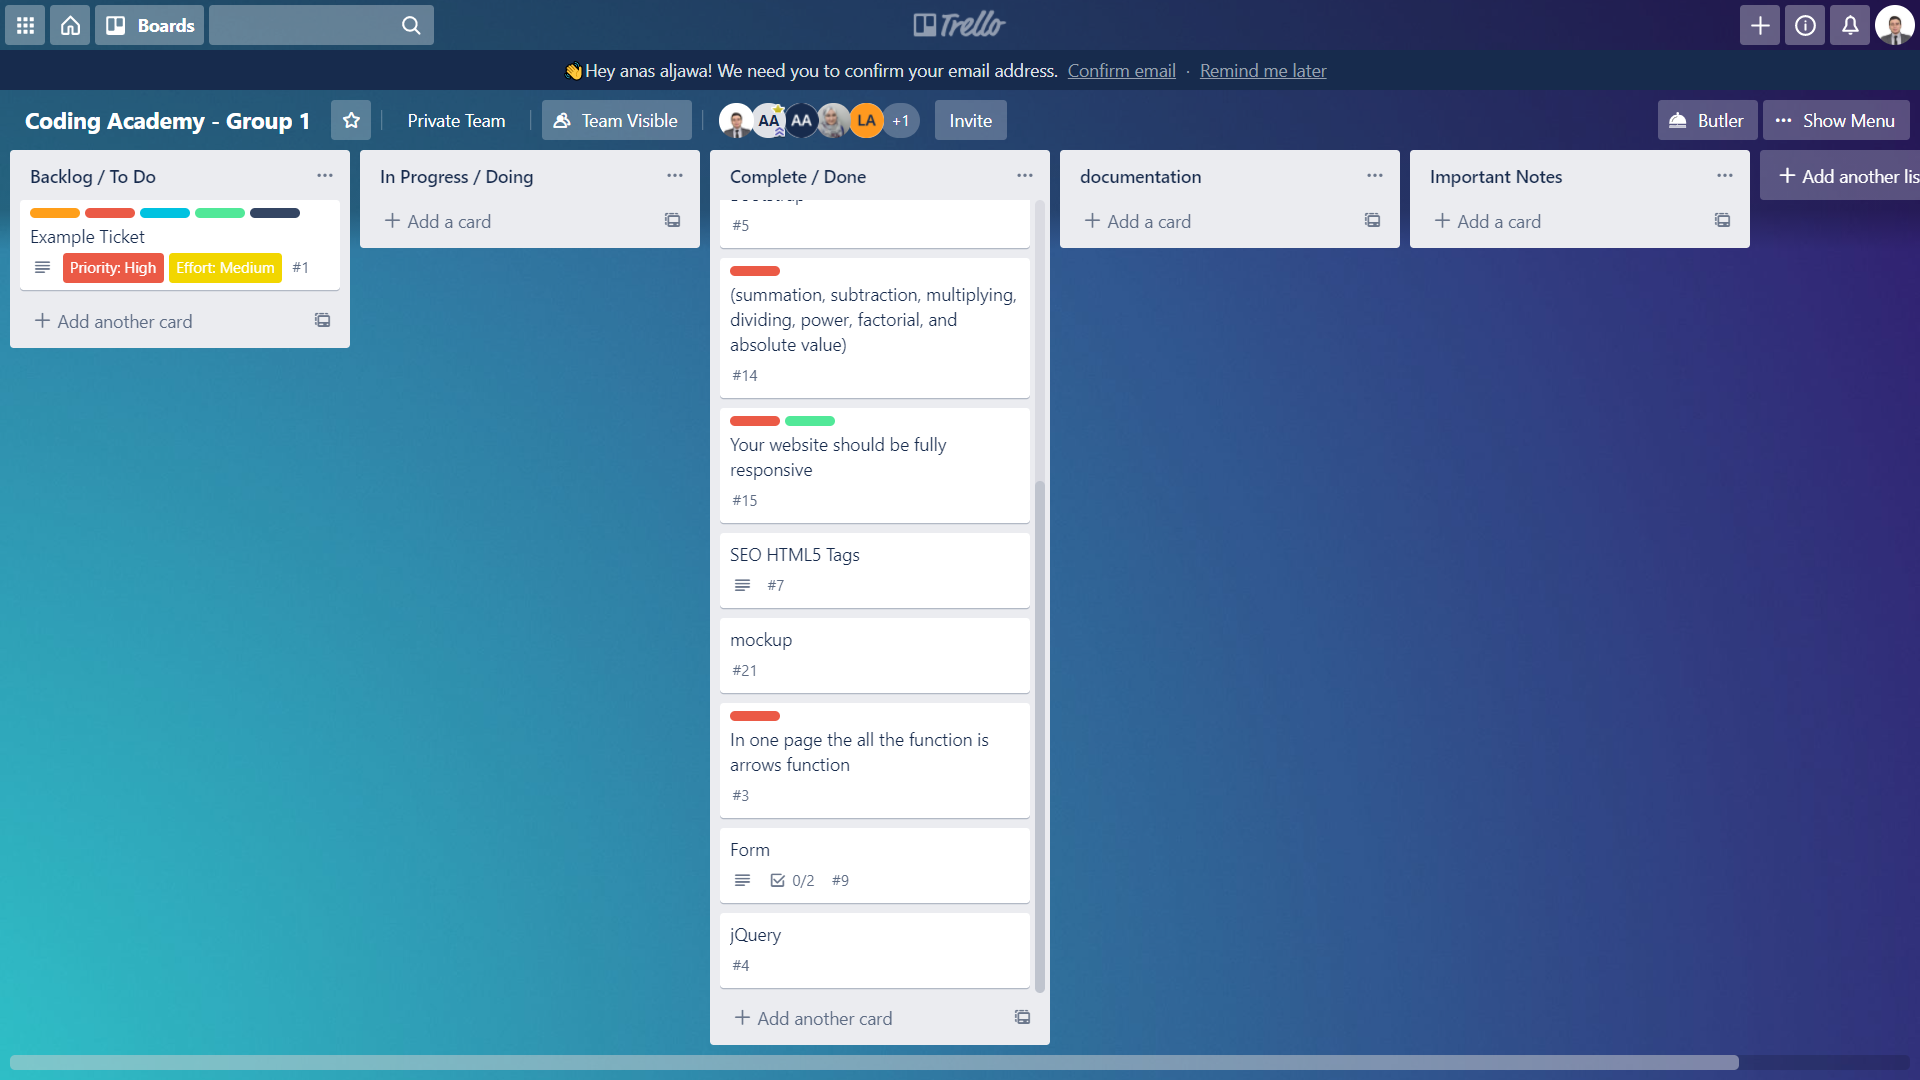 Boards
Trello
Hey anas aljawa! We need you to confirm your email address. Confirm email · Remind me later
Coding Academy - Group 1
Private Team
Team Visible
AA
AA
LA
+1
Invite
Butler
Show Menu
Backlog / To Do
Example Ticket
Priority: High Effort: Medium #1
Add another card
In Progress / Doing
Add a card
Complete / Done
#5
(summation, subtraction, multiplying,
dividing, power, factorial, and
absolute value)
#14
Your website should be fully
responsive
#15
SEO HTML5 Tags
#7
mockup
#21
In one page the all the function is
arrows function
#3
Form
0/2 #9
jQuery
#4
Add another card
documentation
Add a card
Important Notes
Add a card
Add another lis